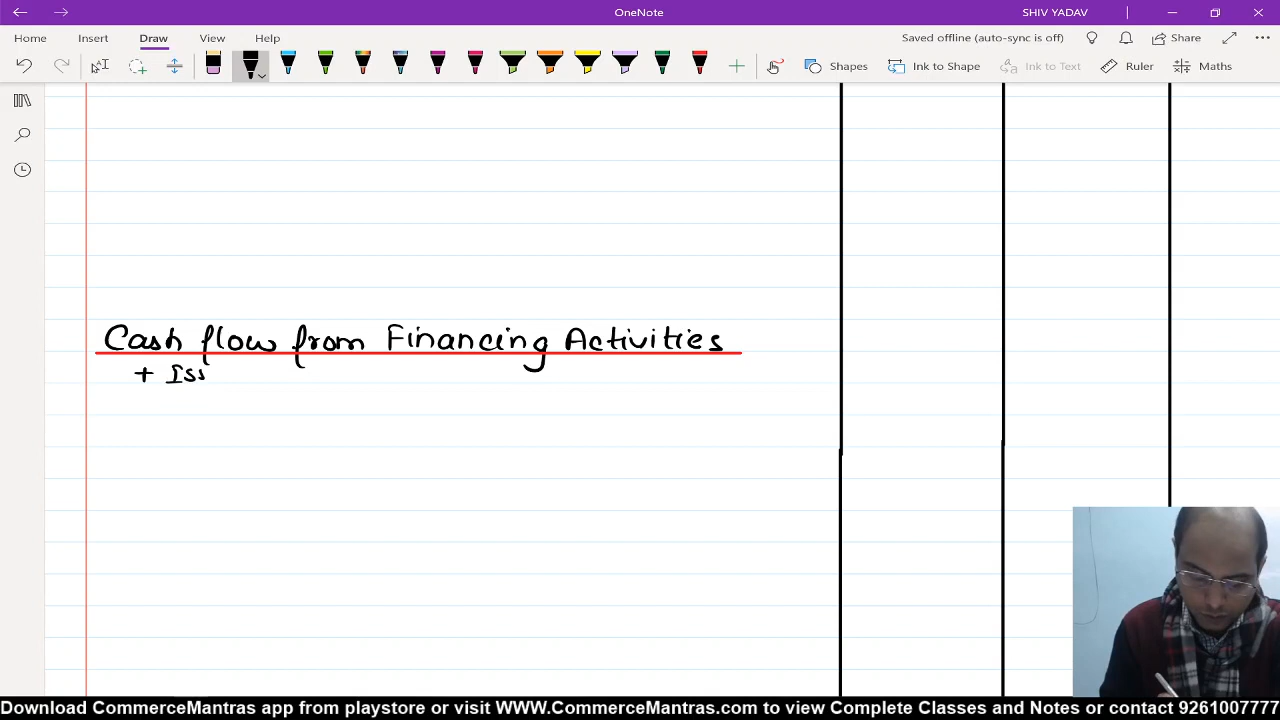 OneNote
SHIV YADAV
Home Insert Draw View Help
Saved offline (auto-sync is off)
Share
Shapes
Ink to Shape
Ink to Text
Ruler
Maths
Cash flow from Financing Activities
+ Iss
Download CommerceMantras app from playstore or visit WWW.CommerceMantras.com to view Complete Classes and Notes or contact 9261007777